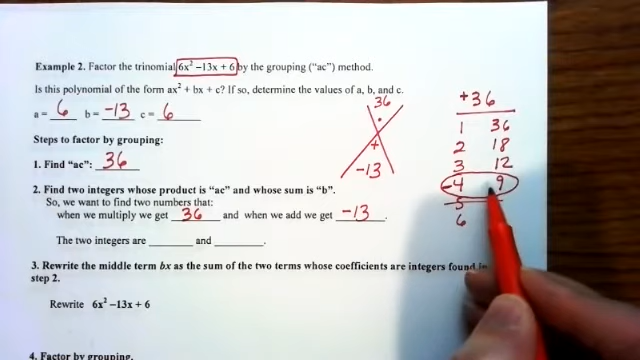 Example 2. Factor the trinomial 6x² −13x + 6 by the grouping ("ac") method.
Is this polynomial of the form ax² + bx + c? If so, determine the values of a, b, and c.
a = 6 b = −13 c = 6
Steps to factor by grouping:
1. Find "ac": 36
2. Find two integers whose product is "ac" and whose sum is "b".
So, we want to find two numbers that:
when we multiply we get 36 and when we add we get −13.
The two integers are ______ and ______.
3. Rewrite the middle term bx as the sum of the two terms whose coefficients are integers found in
step 2.
Rewrite 6x² −13x + 6
4. Factor by grouping.
36
·
+
−13
+36
1 36
2 18
3 12
−4 9
5
6